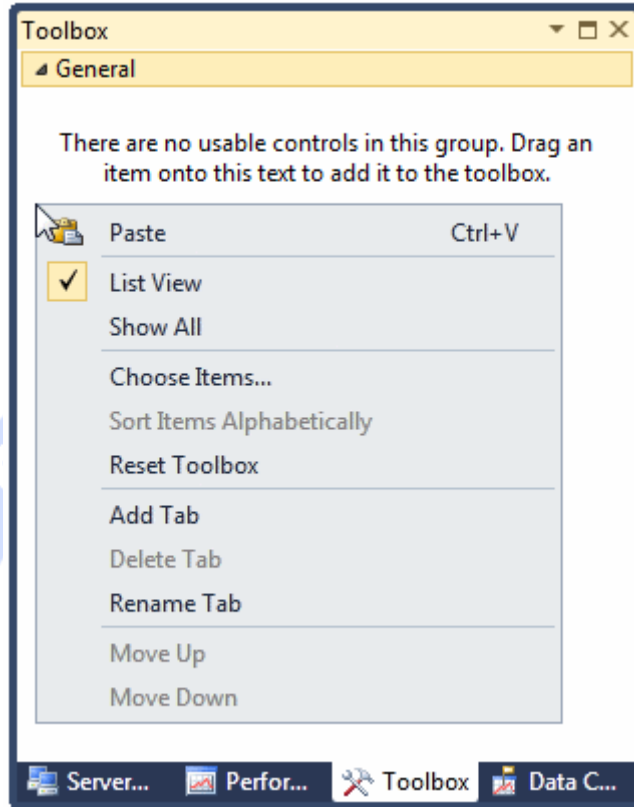 Toolbox
General
There are no usable controls in this group. Drag an
item onto this text to add it to the toolbox.
Paste Ctrl+V
List View
Show All
Choose Items...
Sort Items Alphabetically
Reset Toolbox
Add Tab
Delete Tab
Rename Tab
Move Up
Move Down
Server... Perfor... Toolbox Data C...